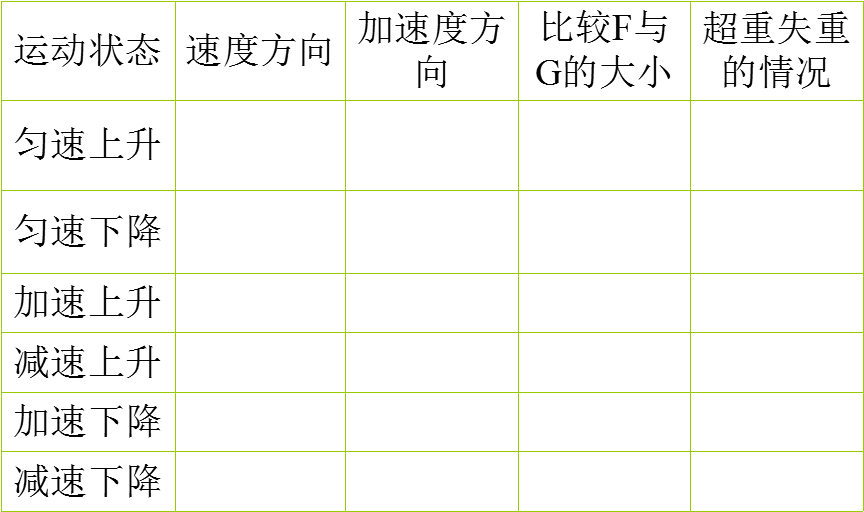 运动状态 速度方向 加速度方向 比较F与G的大小 超重失重的情况
匀速上升
匀速下降
加速上升
减速上升
加速下降
减速下降